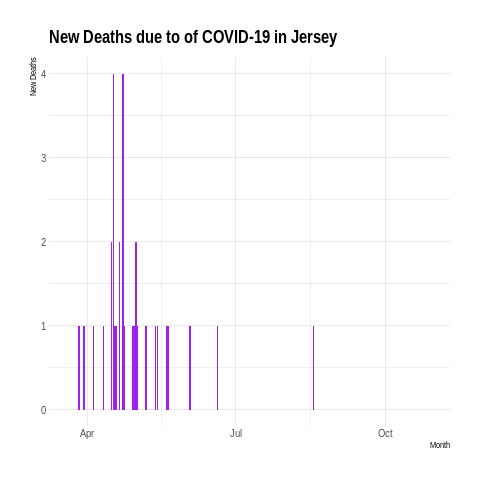 New Deaths due to of COVID-19 in Jersey
New Deaths
4
3
2
1
0
Apr
Jul
Oct
Month